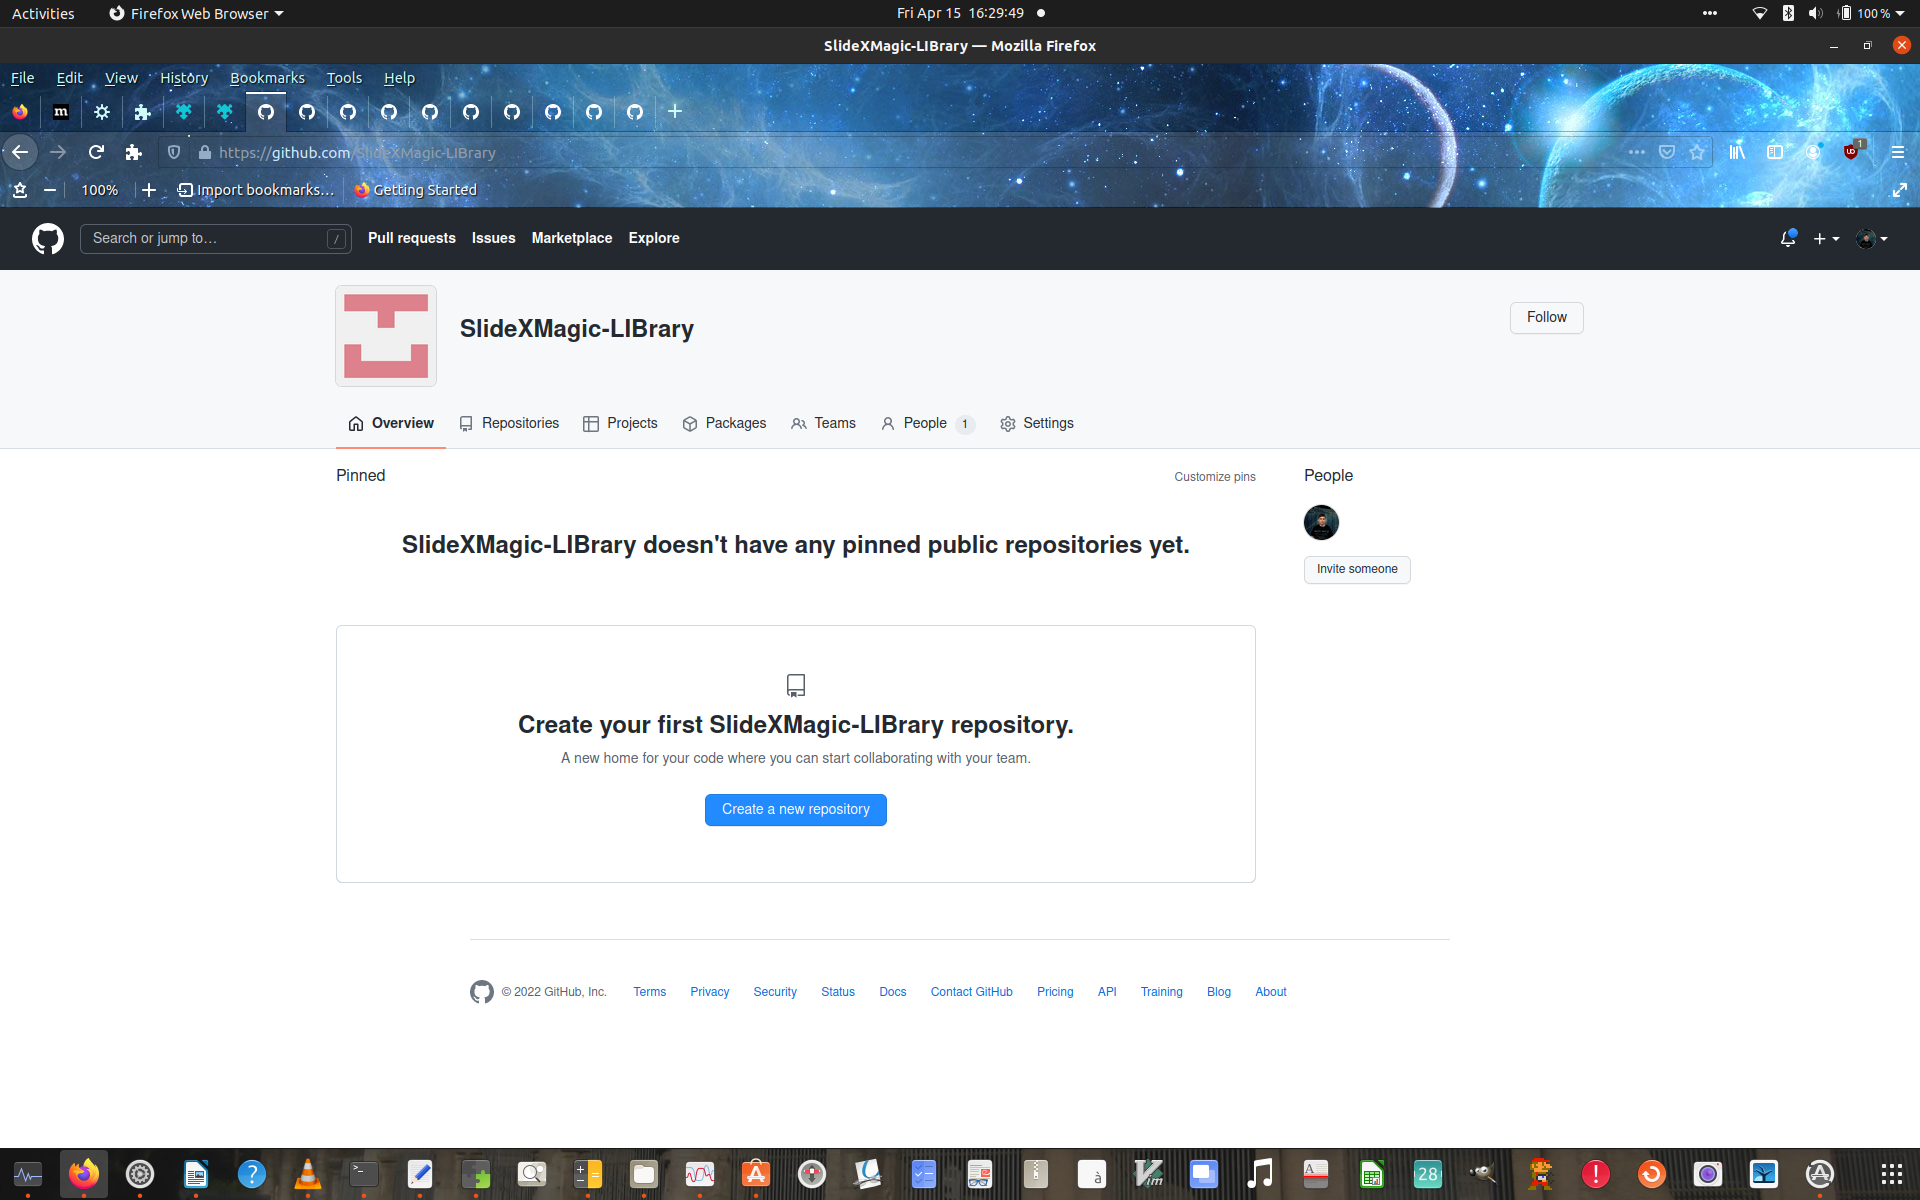 Activities Firefox Web Browser Fri Apr 15 16:29:49 100 %
SlideXMagic-LIBrary — Mozilla Firefox
File Edit View History Bookmarks Tools Help
m
https://github.com/SlideXMagic-LIBrary 1
100% Import bookmarks... Getting Started
Search or jump to... / Pull requests Issues Marketplace Explore
SlideXMagic-LIBrary
Follow
Overview Repositories Projects Packages Teams People 1 Settings
Pinned Customize pins People
SlideXMagic-LIBrary doesn't have any pinned public repositories yet.
Invite someone
Create your first SlideXMagic-LIBrary repository.
A new home for your code where you can start collaborating with your team.
Create a new repository
© 2022 GitHub, Inc. Terms Privacy Security Status Docs Contact GitHub Pricing API Training Blog About
à Vim 28